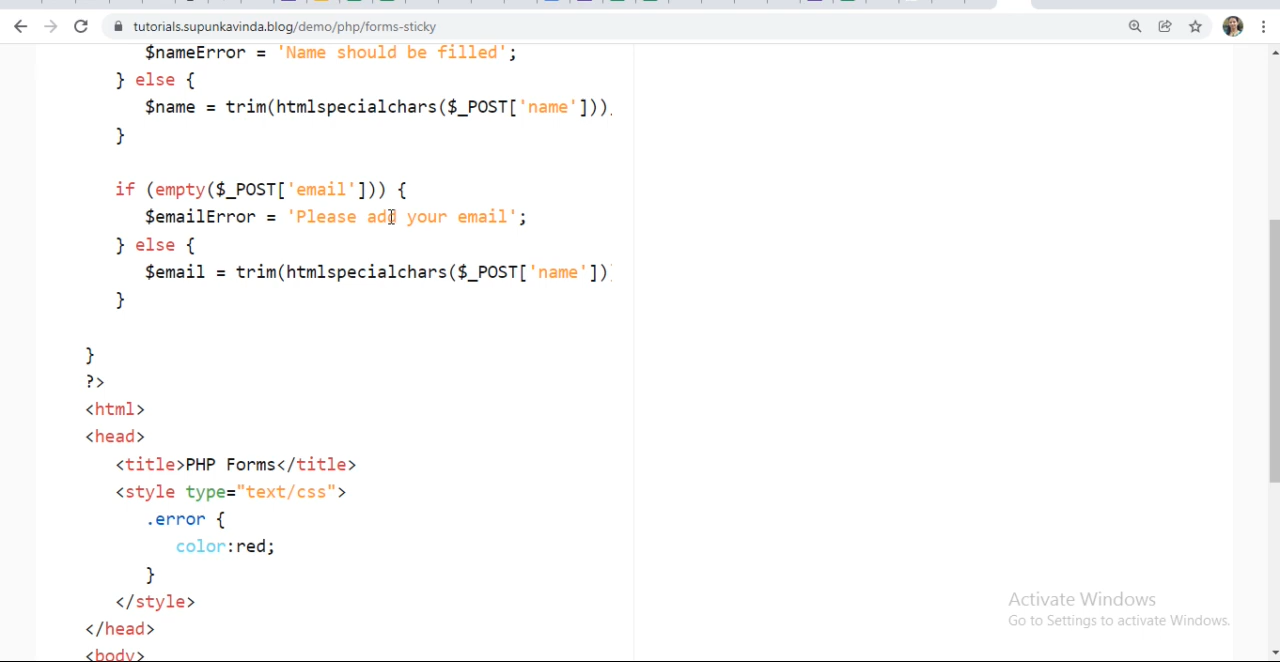 tutorials.supunkavinda.blog/demo/php/forms-sticky
$nameError = 'Name should be filled';
} else {
$name = trim(htmlspecialchars($_POST['name']))
}
if (empty($_POST['email'])) {
$emailError = 'Please add your email';
} else {
$email = trim(htmlspecialchars($_POST['name'])
}
}
?>
<html>
<head>
<title>PHP Forms</title>
<style type="text/css">
.error {
color:red;
}
</style>
</head>
<body>
Activate Windows
Go to Settings to activate Windows.